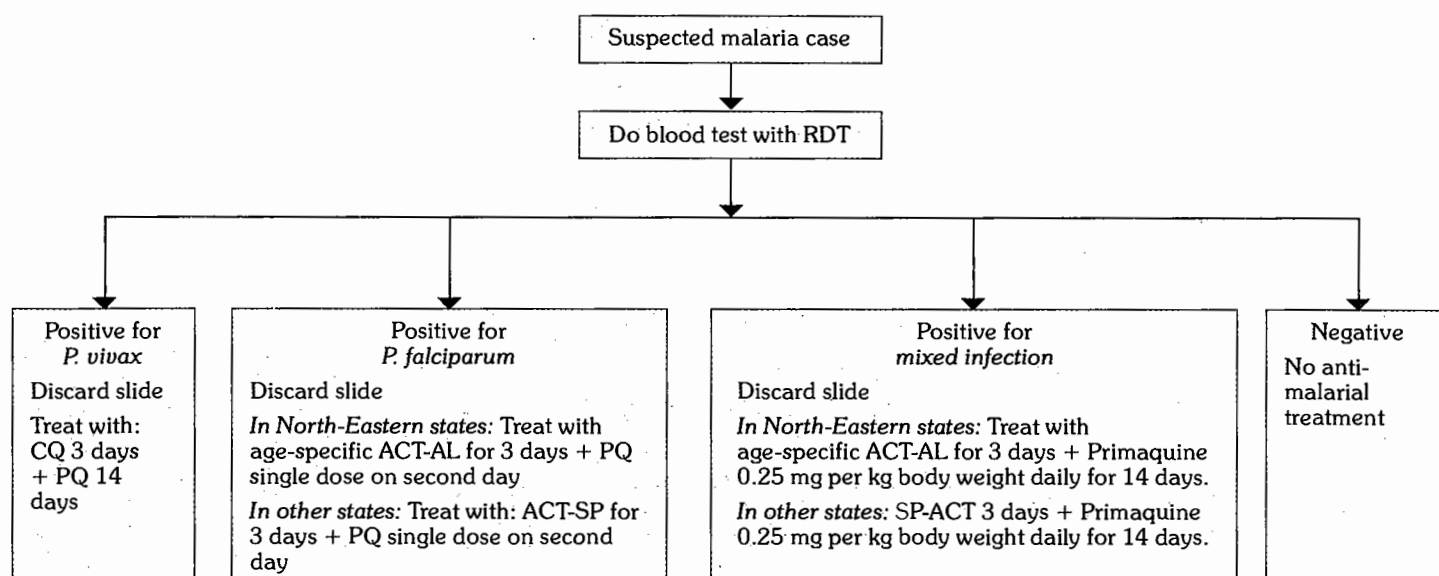 Suspected malaria case
Do blood test with RDT
Positive for
P. vivax
Discard slide
Treat with:
CQ 3 days
+ PQ 14
days
Positive for
P. falciparum
Discard slide
In North-Eastern states: Treat with
age-specific ACT-AL for 3 days + PQ
single dose on second day
In other states: Treat with: ACT-SP for
3 days + PQ single dose on second
day
Positive for
mixed infection
Discard slide
In North-Eastern states: Treat with
age-specific ACT-AL for 3 days + Primaquine
0.25 mg per kg body weight daily for 14 days.
In other states: SP-ACT 3 days + Primaquine
0.25 mg per kg body weight daily for 14 days.
Negative
No anti-
malarial
treatment